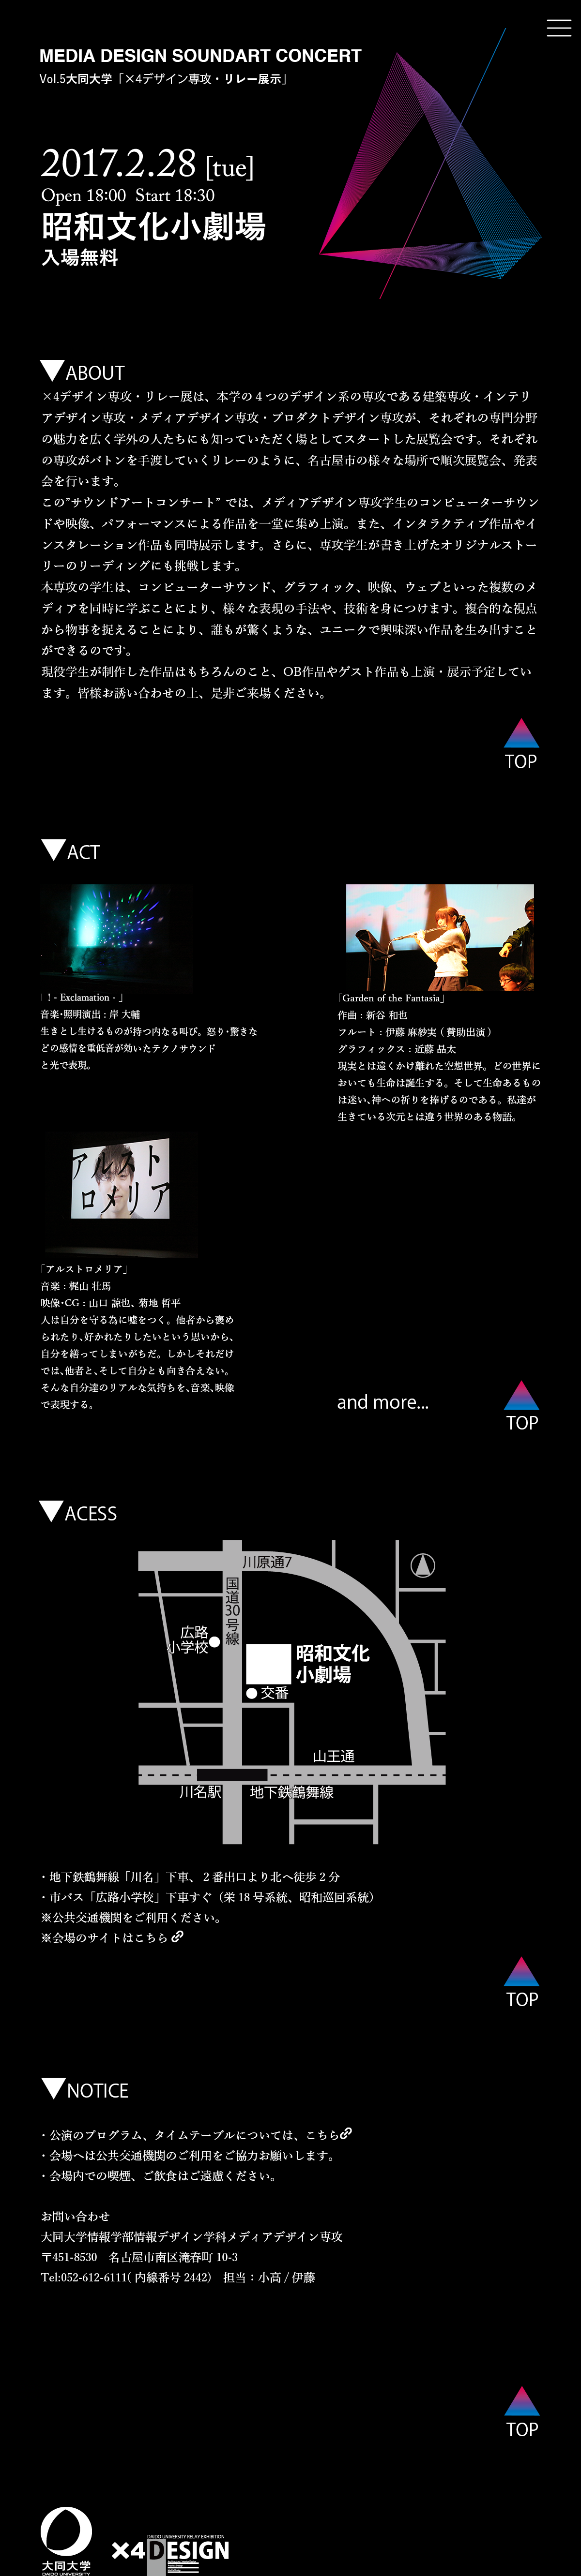 MEDIA DESIGN SOUNDART CONCERT
Vol.5大同大学「×4デザイン専攻・リレー展示」
2017.2.28 [tue]
Open 18:00 Start 18:30
昭和文化小劇場
入場無料
▼ABOUT
×4デザイン専攻・リレー展は、本学の４つのデザイン系の専攻である建築専攻・インテリ
アデザイン専攻・メディアデザイン専攻・プロダクトデザイン専攻が、それぞれの専門分野
の魅力を広く学外の人たちにも知っていただく場としてスタートした展覧会です。それぞれ
の専攻がバトンを手渡していくリレーのように、名古屋市の様々な場所で順次展覧会、発表
会を行います。
この”サウンドアートコンサート” では、メディアデザイン専攻学生のコンピューターサウン
ドや映像、パフォーマンスによる作品を一堂に集め上演。また、インタラクティブ作品やイ
ンスタレーション作品も同時展示します。さらに、専攻学生が書き上げたオリジナルストー
リーのリーディングにも挑戦します。
本専攻の学生は、コンピューターサウンド、グラフィック、映像、ウェブといった複数のメ
ディアを同時に学ぶことにより、様々な表現の手法や、技術を身につけます。複合的な視点
から物事を捉えることにより、誰もが驚くような、ユニークで興味深い作品を生み出すこと
ができるのです。
現役学生が制作した作品はもちろんのこと、OB作品やゲスト作品も上演・展示予定してい
ます。皆様お誘い合わせの上、是非ご来場ください。
TOP
▼ACT
「！- Exclamation - 」
音楽・照明演出 : 岸 大輔
生きとし生けるものが持つ内なる叫び。怒り・驚きな
どの感情を重低音が効いたテクノサウンド
と光で表現。
「Garden of the Fantasia」
作曲 : 新谷 和也
フルート : 伊藤 麻紗実 ( 賛助出演 )
グラフィックス : 近藤 晶太
現実とは遠くかけ離れた空想世界。どの世界に
おいても生命は誕生する。そして生命あるもの
は迷い、神への祈りを捧げるのである。私達が
生きている次元とは違う世界のある物語。
アルスト
ロメリア
「アルストロメリア」
音楽 : 梶山 壮馬
映像・CG : 山口 諒也、菊地 哲平
人は自分を守る為に嘘をつく。他者から褒め
られたり、好かれたりしたいという思いから、
自分を繕ってしまいがちだ。しかしそれだけ
では、他者と、そして自分とも向き合えない。
そんな自分達のリアルな気持ちを、音楽、映像
で表現する。
and more...
TOP
▼ACESS
川原通7
国道30号線
広路
小学校
昭和文化
小劇場
交番
山王通
川名駅
地下鉄鶴舞線
・地下鉄鶴舞線「川名」下車、２番出口より北へ徒歩２分
・市バス「広路小学校」下車すぐ（栄 18 号系統、昭和巡回系統）
※公共交通機関をご利用ください。
※会場のサイトはこちら
TOP
▼NOTICE
・公演のプログラム、タイムテーブルについては、こちら
・会場へは公共交通機関のご利用をご協力お願いします。
・会場内での喫煙、ご飲食はご遠慮ください。
お問い合わせ
大同大学情報学部情報デザイン学科メディアデザイン専攻
〒451-8530 名古屋市南区滝春町 10-3
Tel:052-612-6111( 内線番号 2442) 担当：小高 / 伊藤
TOP
大同大学
DAIDO UNIVERSITY
DAIDO UNIVERSITY RELAY EXHIBITION
×4DESIGN